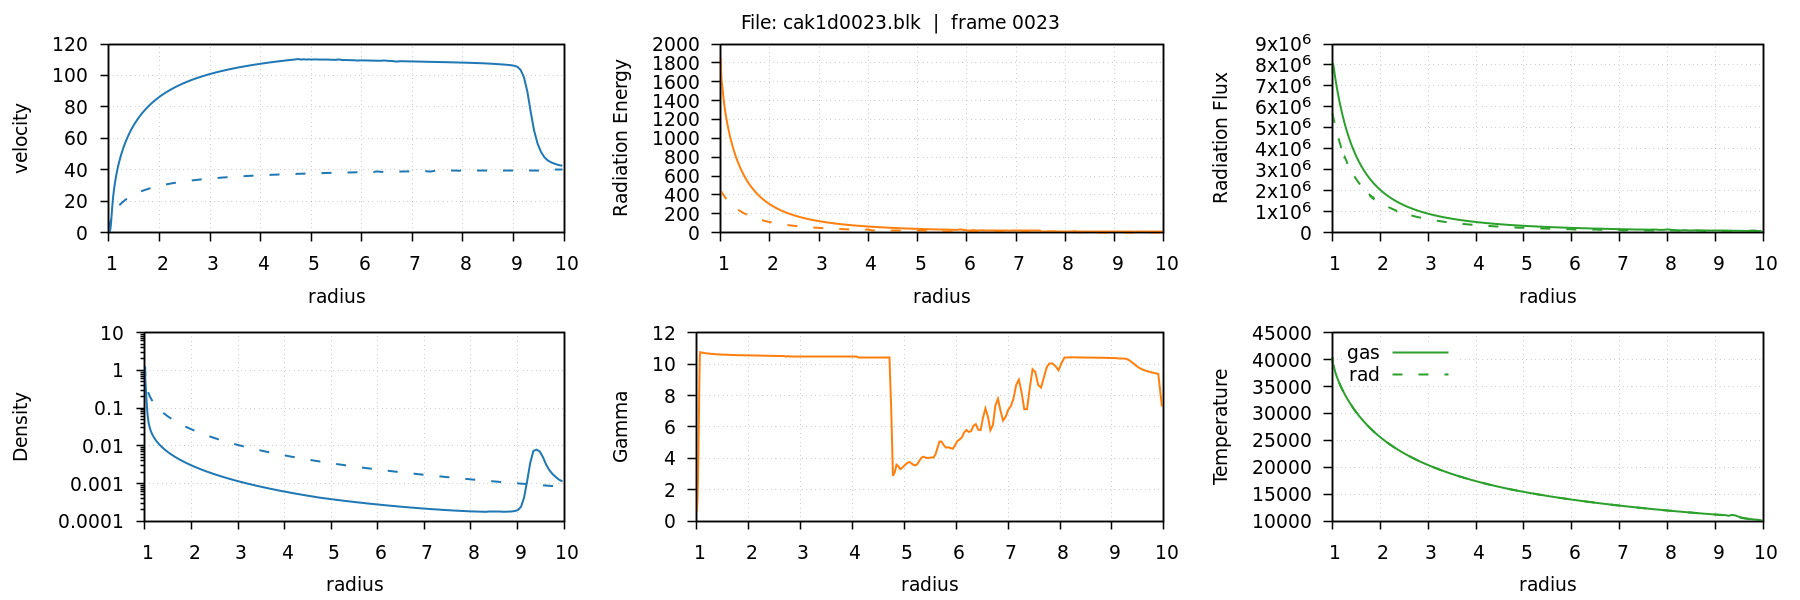 File: cak1d0023.blk | frame 0023
velocity
120
100
80
60
40
20
0
1 2 3 4 5 6 7 8 9 10
radius
Radiation Energy
2000
1800
1600
1400
1200
1000
800
600
400
200
0
1 2 3 4 5 6 7 8 9 10
radius
Radiation Flux
9x10⁶
8x10⁶
7x10⁶
6x10⁶
5x10⁶
4x10⁶
3x10⁶
2x10⁶
1x10⁶
0
1 2 3 4 5 6 7 8 9 10
radius
Density
10
1
0.1
0.01
0.001
0.0001
1 2 3 4 5 6 7 8 9 10
radius
Gamma
12
10
8
6
4
2
0
1 2 3 4 5 6 7 8 9 10
radius
Temperature
45000
40000
35000
30000
25000
20000
15000
10000
gas
rad
1 2 3 4 5 6 7 8 9 10
radius